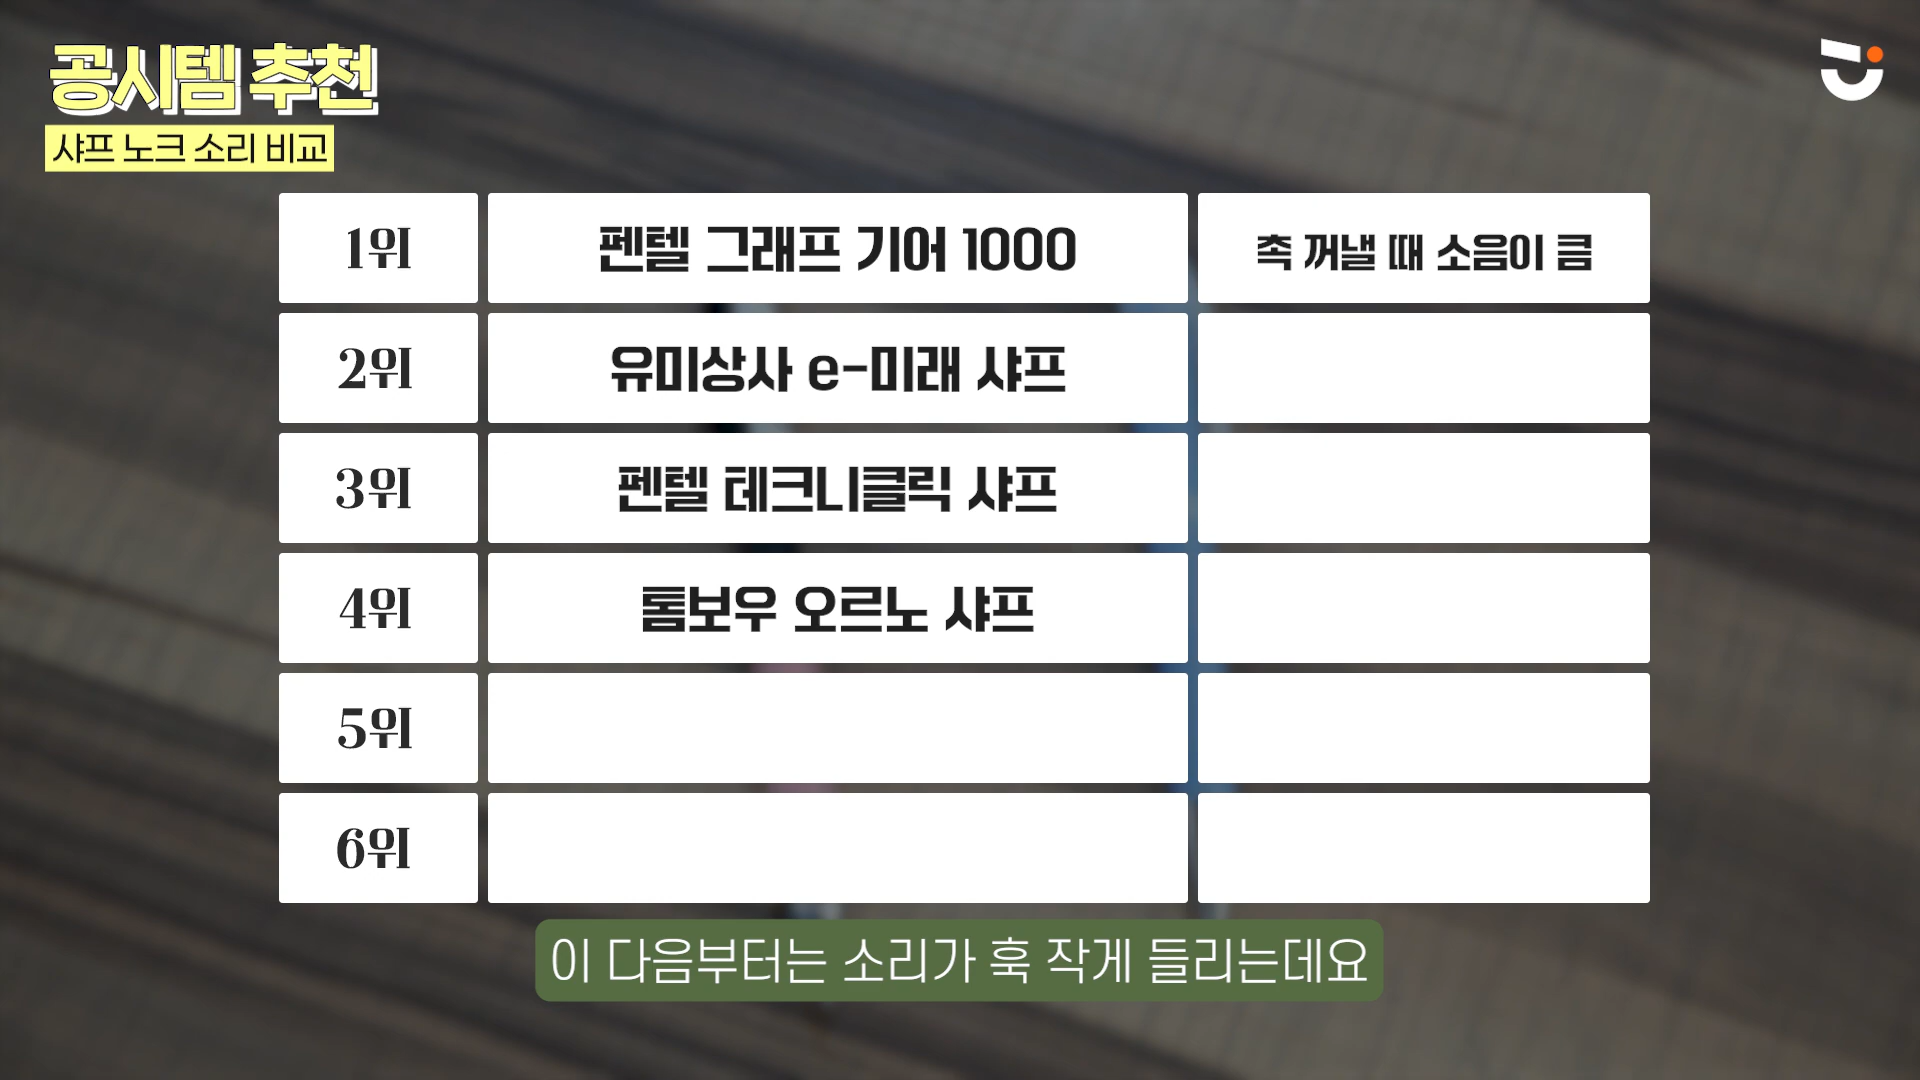 공시템 추천
샤프 노크 소리 비교
1위 펜텔 그래프 기어 1000 촉 꺼낼 때 소음이 큼
2위 유미상사 e-미래 샤프
3위 펜텔 테크니클릭 샤프
4위 톰보우 오르노 샤프
5위
6위
이 다음부터는 소리가 훅 작게 들리는데요